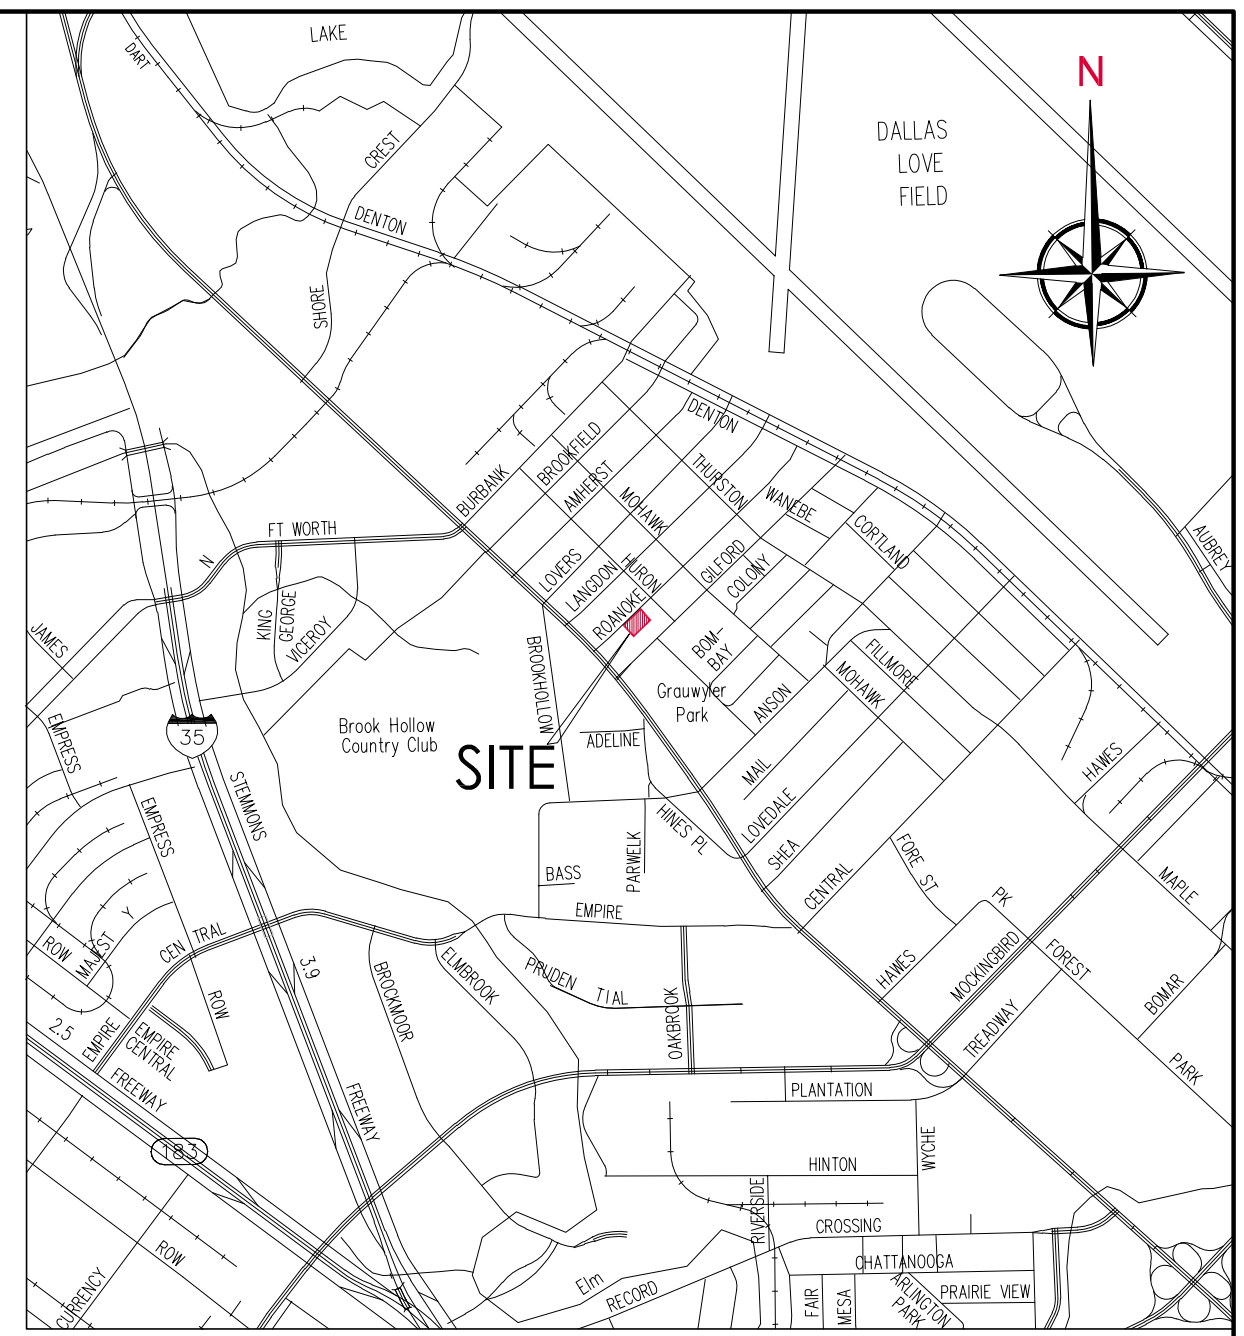 LAKE
N
DART
DALLAS
LOVE
FIELD
CREST
DENTON
SHORE
DENTON
BROOKFIELD
BURBANK
AMHERST
MOHAWK
THURSTON
WANEBE
CORTLAND
AUBREY
FT WORTH
N
LOVERS
LANGDON
HURON
GILFORD
COLONY
ROANOKE
KING
GEORGE
VICEROY
JAMES
BROOKHOLLOW
BOM-
BAY
FILLMORE
MOHAWK
Grauwyler
Park
ANSON
EMPRESS
35
Brook Hollow
Country Club
ADELINE
SITE
MAIL
HAWES
STEMMONS
EMPRESS
HINES PL
LOVEDALE
PARWELK
SHEA
BASS
CENTRAL
FORE ST
MAPLE
PK
EMPIRE
Y
MAJEST
ROW
CEN TRAL
3.9
BROCKMOOR
ELMBROOK
PRUDEN TIAL
OAKBROOK
HAWES
MOCKINGBIRD
FOREST
BOMAR
ROW
2.5
EMPIRE
EMPIRE
CENTRAL
FREEWAY
TREADWAY
PARK
FREEWAY
PLANTATION
183
WYCHE
HINTON
RIVERSIDE
CROSSING
ROW
CHATTANOOGA
CURRENCY
Elm
RECORD
FAIR
MESA
ARLINGTON
PARK
PRAIRIE VIEW